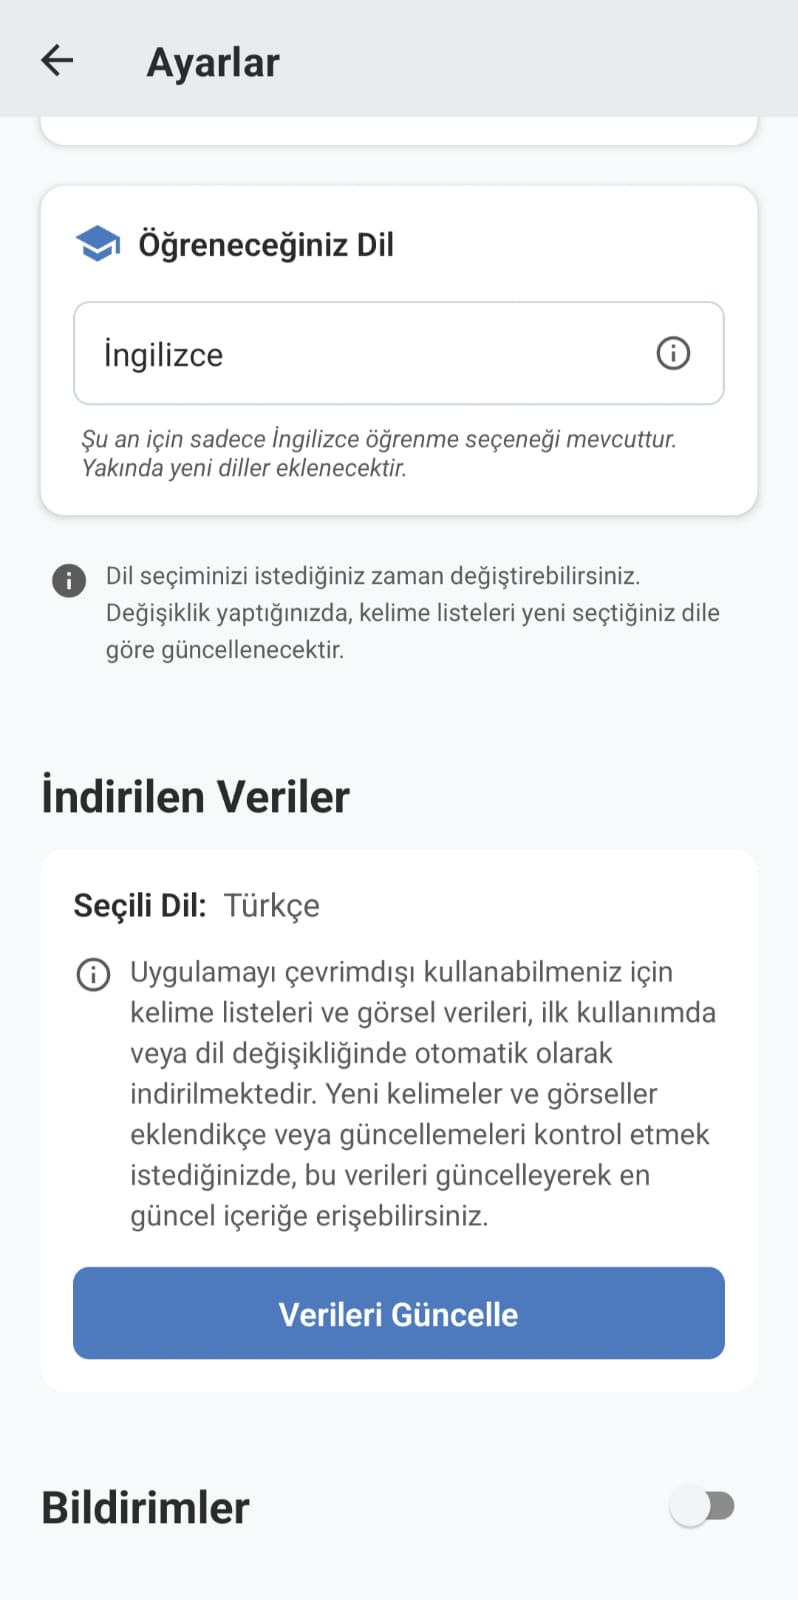 Ayarlar
Öğreneceğiniz Dil
İngilizce
Şu an için sadece İngilizce öğrenme seçeneği mevcuttur.
Yakında yeni diller eklenecektir.
Dil seçiminizi istediğiniz zaman değiştirebilirsiniz.
Değişiklik yaptığınızda, kelime listeleri yeni seçtiğiniz dile
göre güncellenecektir.
İndirilen Veriler
Seçili Dil: Türkçe
Uygulamayı çevrimdışı kullanabilmeniz için
kelime listeleri ve görsel verileri, ilk kullanımda
veya dil değişikliğinde otomatik olarak
indirilmektedir. Yeni kelimeler ve görseller
eklendikçe veya güncellemeleri kontrol etmek
istediğinizde, bu verileri güncelleyerek en
güncel içeriğe erişebilirsiniz.
Verileri Güncelle
Bildirimler